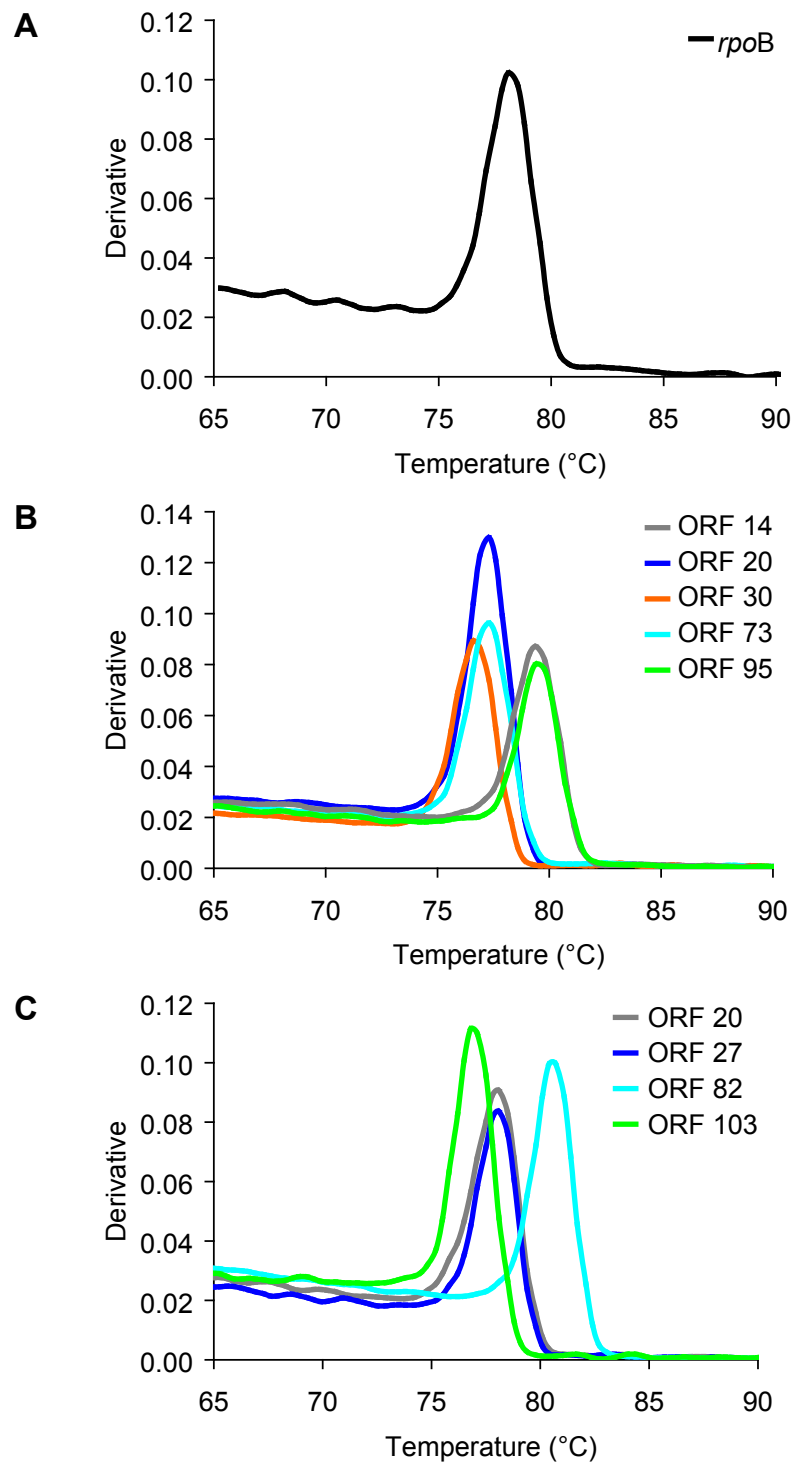 A
rpoB
0.12
0.10
0.08
0.06
0.04
0.02
0.00
Derivative
65 70 75 80 85 90
Temperature (°C)
B
ORF 14
ORF 20
ORF 30
ORF 73
ORF 95
0.14
0.12
0.10
0.08
0.06
0.04
0.02
0.00
Derivative
65 70 75 80 85 90
Temperature (°C)
C
ORF 20
ORF 27
ORF 82
ORF 103
0.12
0.10
0.08
0.06
0.04
0.02
0.00
Derivative
65 70 75 80 85 90
Temperature (°C)